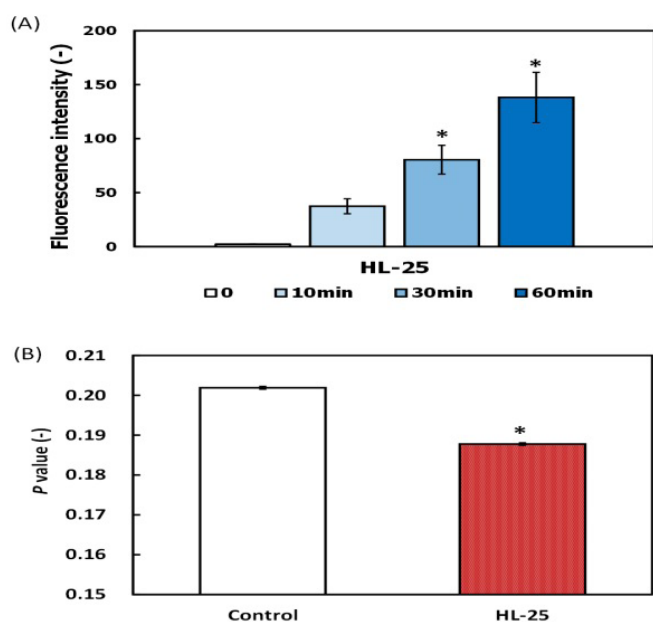 (A)
200
150
100
50
0
Fluorescence intensity (-)
*
*
HL-25
0 10min 30min 60min
(B)
0.21
0.20
0.19
0.18
0.17
0.16
0.15
P value (-)
*
Control HL-25